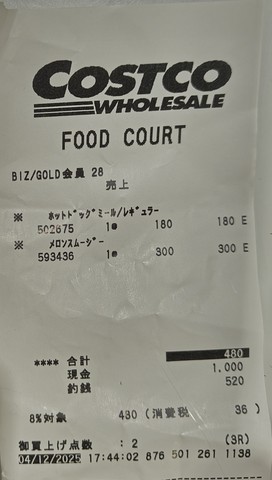 COSTCO
WHOLESALE
FOOD COURT
BIZ/GOLD会員 28
売上
※ ホットドッグミール/レギュラー
502675 1@ 180 180 E
※ メロンスムージー
593436 1@ 300 300 E
**** 合計 480
現金 1,000
釣銭 520
8%対象 480 (消費税 36 )
御買上げ点数 : 2 (3R)
04/12/2025 17:44:02 876 501 261 1138